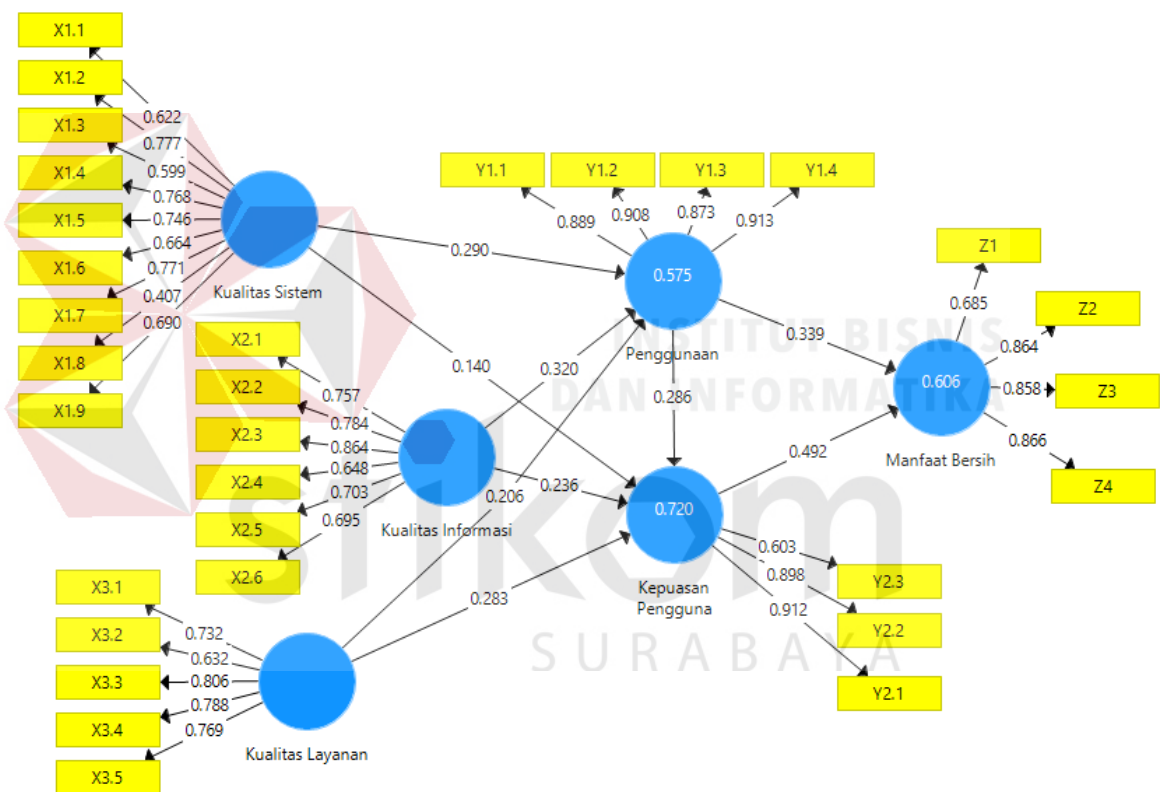 X1.1
X1.2
X1.3
X1.4
X1.5
X1.6
X1.7
X1.8
X1.9
0.622
0.777
0.599
0.768
0.746
0.664
0.771
0.407
0.690
Kualitas Sistem
X2.1
X2.2
X2.3
X2.4
X2.5
X2.6
0.757
0.784
0.864
0.648
0.703
0.695
Kualitas Informasi
X3.1
X3.2
X3.3
X3.4
X3.5
0.732
0.632
0.806
0.788
0.769
Kualitas Layanan
0.290
0.140
0.320
0.236
0.206
0.283
Y1.1
Y1.2
Y1.3
Y1.4
0.889
0.908
0.873
0.913
0.575
Penggunaan
0.286
0.339
0.720
Kepuasan
Pengguna
0.492
0.603
0.898
0.912
Y2.3
Y2.2
Y2.1
Z1
Z2
Z3
Z4
0.685
0.864
0.858
0.866
0.606
Manfaat Bersih
INSTITUT BISNIS
DAN INFORMATIKA
stikom
SURABAYA